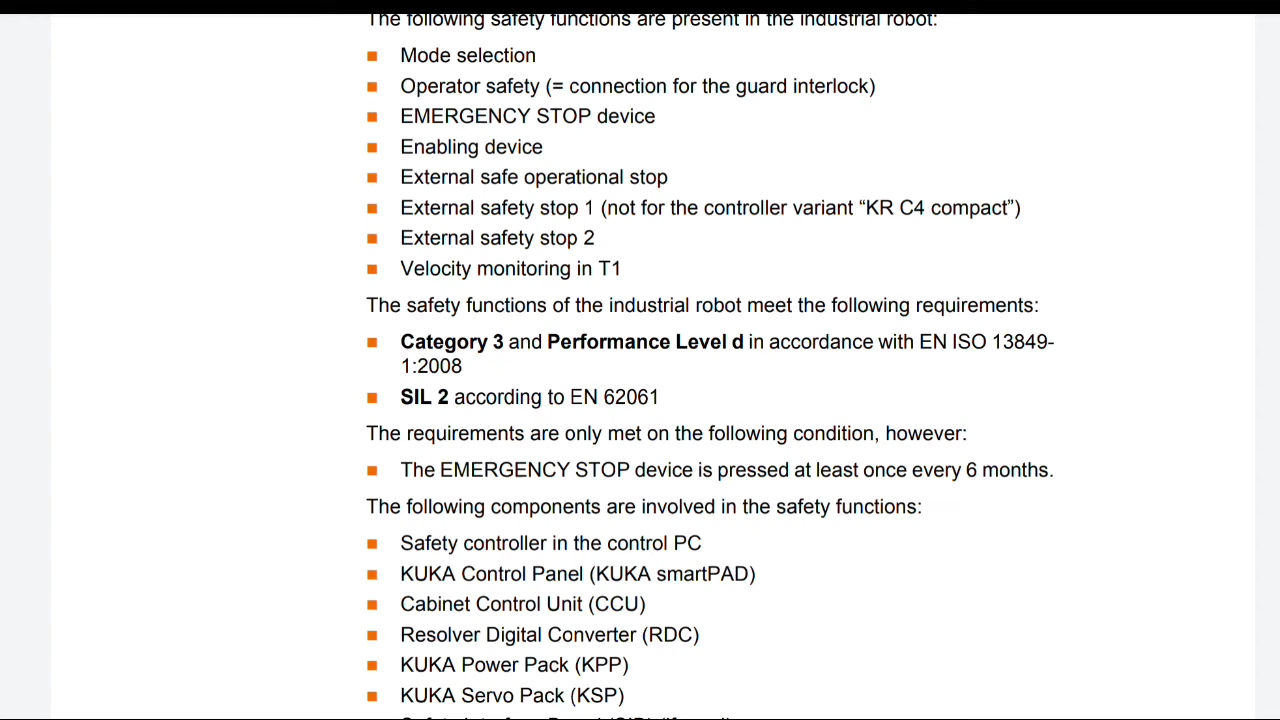 The following safety functions are present in the industrial robot:
■ Mode selection
■ Operator safety (= connection for the guard interlock)
■ EMERGENCY STOP device
■ Enabling device
■ External safe operational stop
■ External safety stop 1 (not for the controller variant “KR C4 compact”)
■ External safety stop 2
■ Velocity monitoring in T1
The safety functions of the industrial robot meet the following requirements:
■ Category 3 and Performance Level d in accordance with EN ISO 13849-
1:2008
■ SIL 2 according to EN 62061
The requirements are only met on the following condition, however:
■ The EMERGENCY STOP device is pressed at least once every 6 months.
The following components are involved in the safety functions:
■ Safety controller in the control PC
■ KUKA Control Panel (KUKA smartPAD)
■ Cabinet Control Unit (CCU)
■ Resolver Digital Converter (RDC)
■ KUKA Power Pack (KPP)
■ KUKA Servo Pack (KSP)